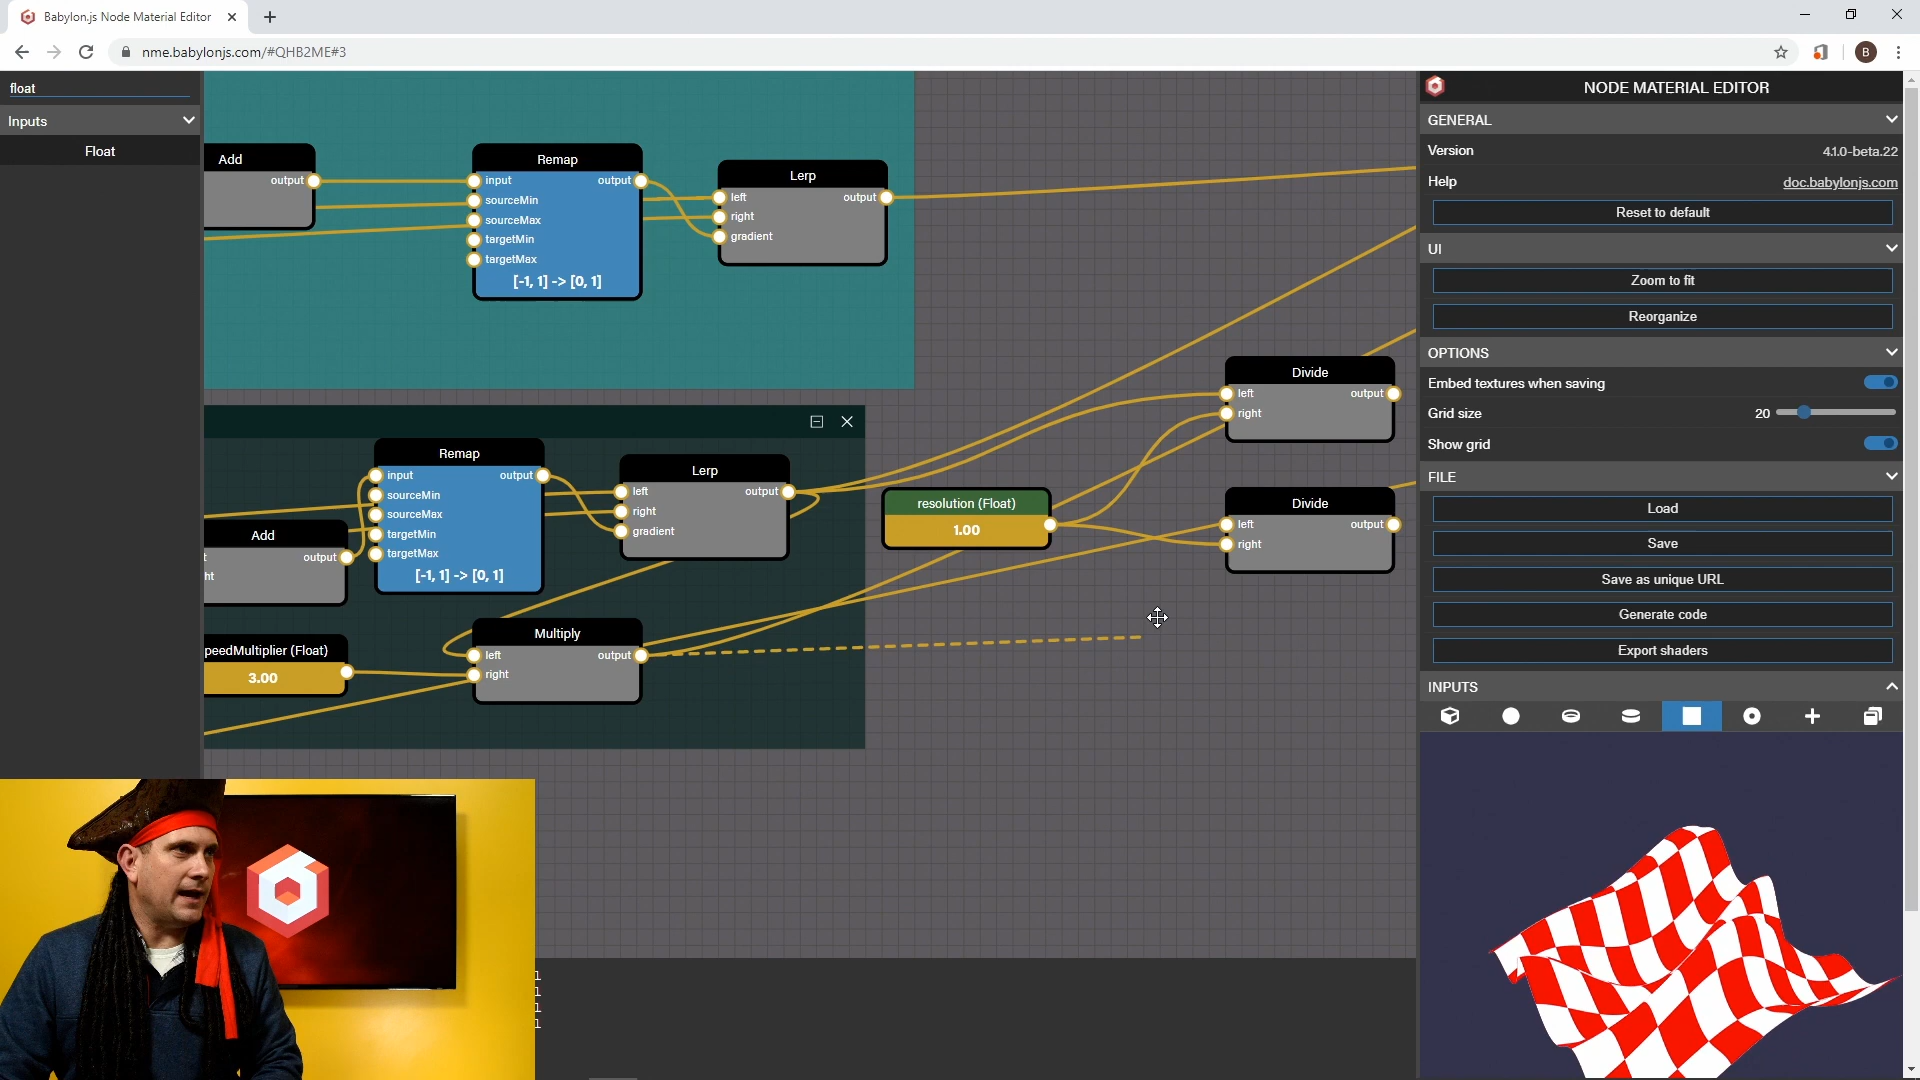 Babylon.js Node Material Editor
nme.babylonjs.com/#QHB2ME#3
B
float
Inputs
Float
Add
output
Remap
input output
sourceMin
sourceMax
targetMin
targetMax
[-1, 1] -> [0, 1]
Lerp
left output
right
gradient
Remap
input output
sourceMin
sourceMax
targetMin
targetMax
[-1, 1] -> [0, 1]
Lerp
left output
right
gradient
Add
t output
ht
peedMultiplier (Float)
3.00
Multiply
left output
right
resolution (Float)
1.00
Divide
left output
right
Divide
left output
right
NODE MATERIAL EDITOR
GENERAL
Version 4.1.0-beta.22
Help doc.babylonjs.com
Reset to default
UI
Zoom to fit
Reorganize
OPTIONS
Embed textures when saving
Grid size 20
Show grid
FILE
Load
Save
Save as unique URL
Generate code
Export shaders
INPUTS
l
l
l
l